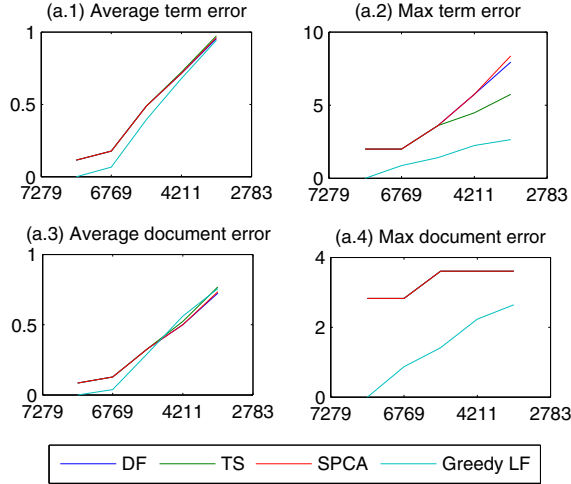 (a.1) Average term error
1
0.5
0
7279 6769 4211 2783
(a.2) Max term error
10
5
0
7279 6769 4211 2783
(a.3) Average document error
1
0.5
0
7279 6769 4211 2783
(a.4) Max document error
4
2
0
7279 6769 4211 2783
DF TS SPCA Greedy LF